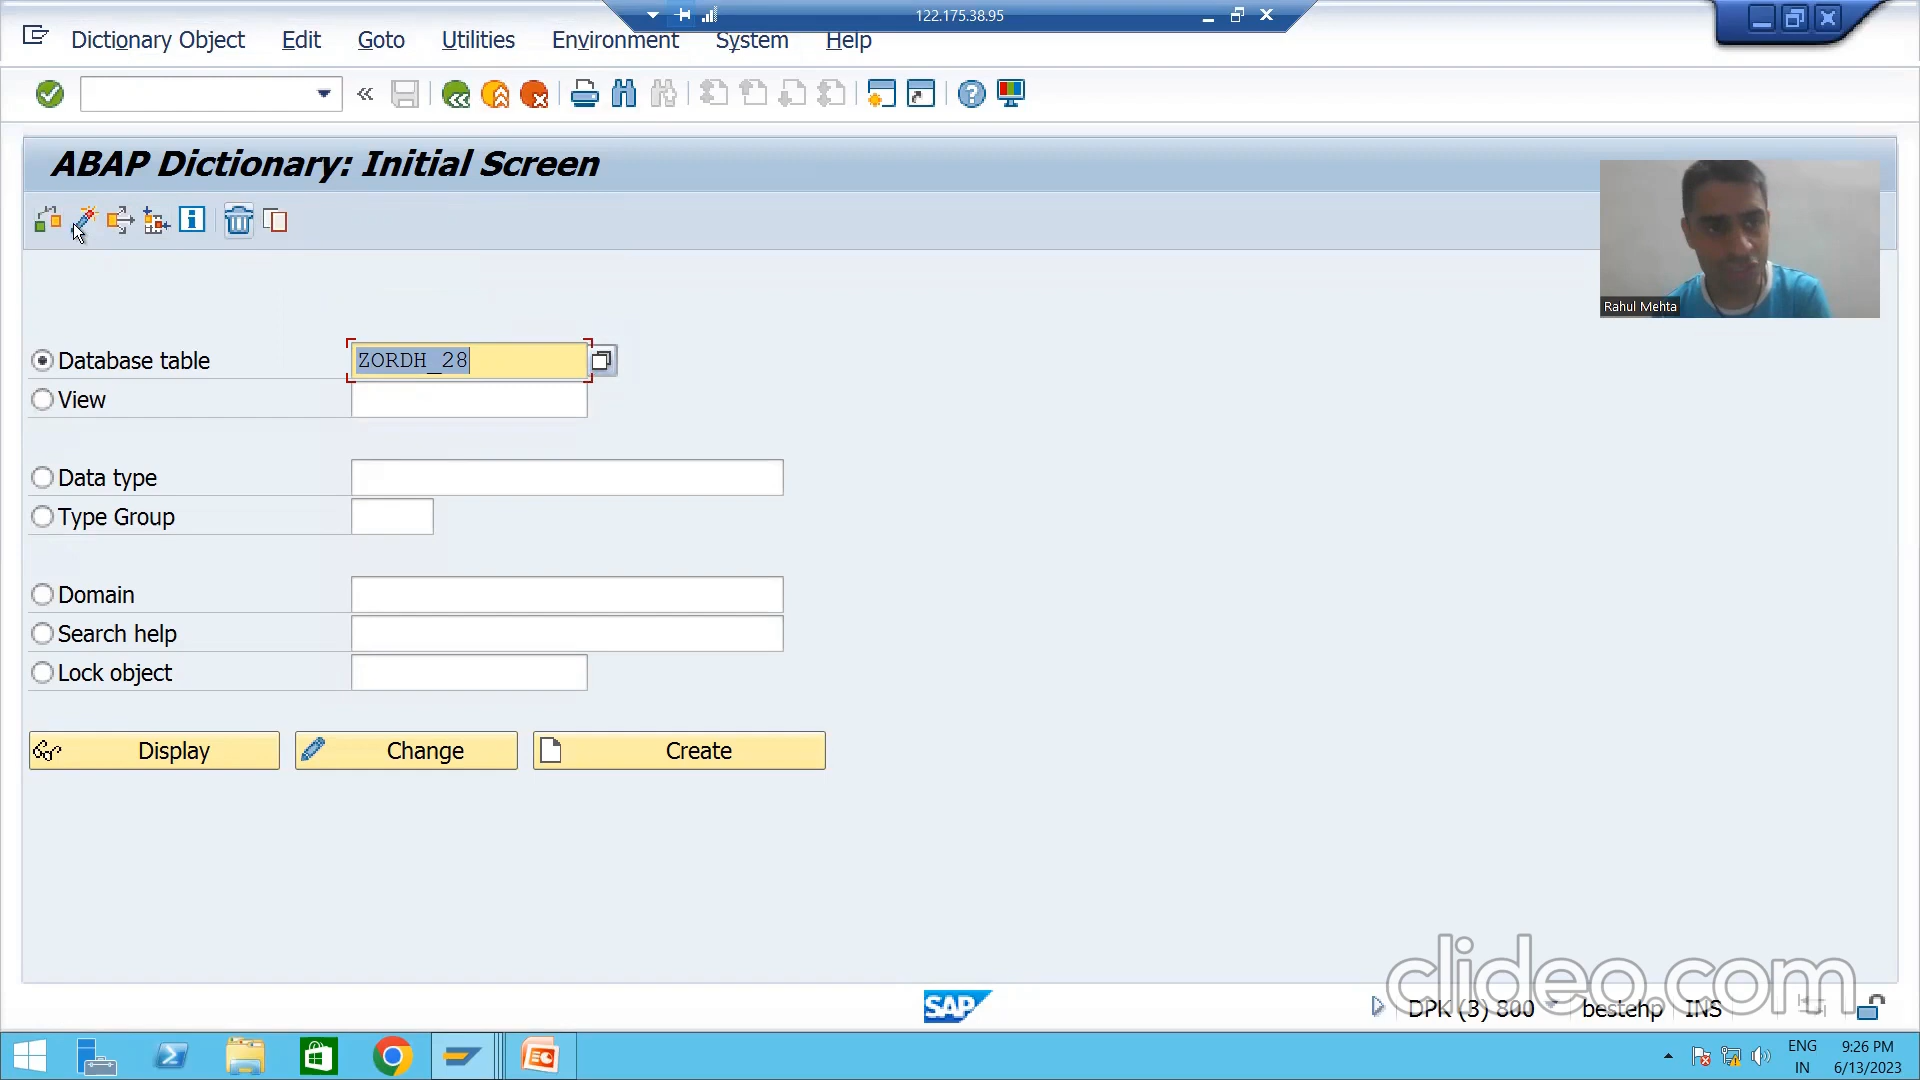 122.175.38.95
Dictionary Object Edit Goto Utilities Environment System Help
ABAP Dictionary: Initial Screen
Rahul Mehta
Database table ZORDH_28
View
Data type
Type Group
Domain
Search help
Lock object
Display Change Create
clideo.com
SAP DPK (3) 800 bestehp INS
ENG 9:26 PM
IN 6/13/2023